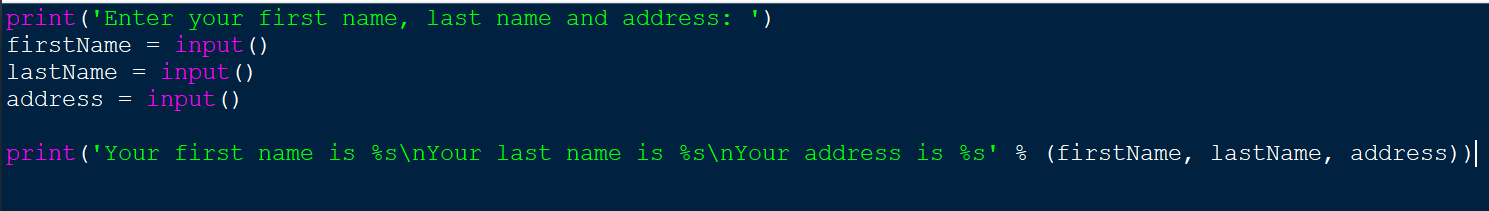 print('Enter your first name, last name and address: ')
firstName = input()
lastName = input()
address = input()
print('Your first name is %s\nYour last name is %s\nYour address is %s' % (firstName, lastName, address))